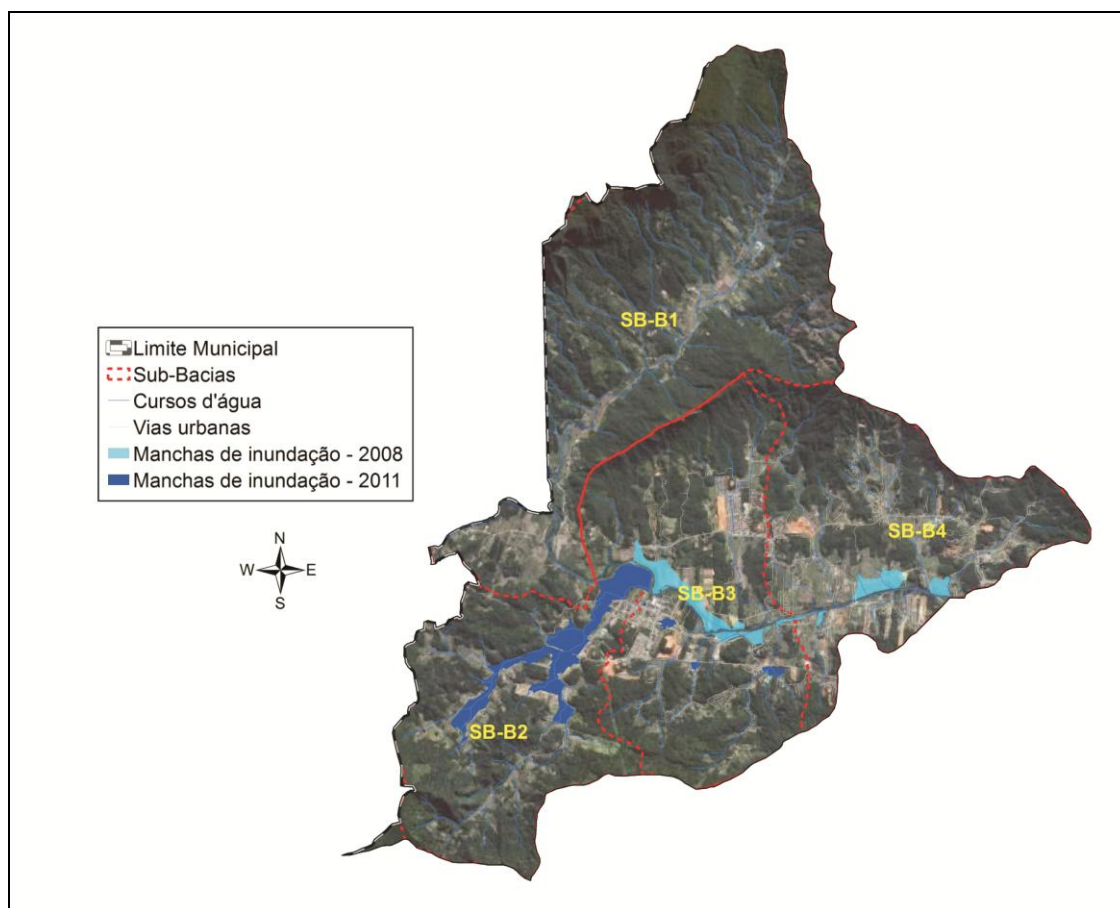 SB-B1
Limite Municipal
Sub-Bacias
Cursos d'água
Vias urbanas
Manchas de inundação - 2008
Manchas de inundação - 2011
N
W E
S
SB-B4
SB-B3
SB-B2